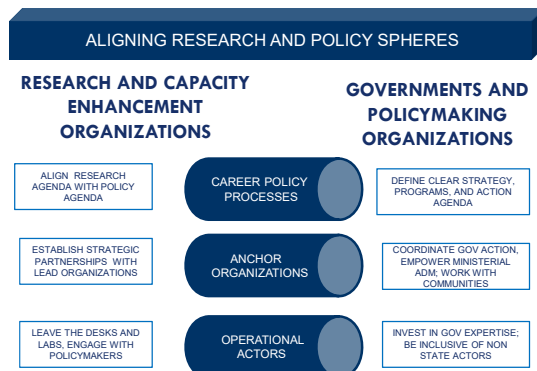 ALIGNING RESEARCH AND POLICY SPHERES
RESEARCH AND CAPACITY
ENHANCEMENT
ORGANIZATIONS
GOVERNMENTS AND
POLICYMAKING
ORGANIZATIONS
ALIGN RESEARCH
AGENDA WITH POLICY
AGENDA
CAREER POLICY
PROCESSES
DEFINE CLEAR STRATEGY,
PROGRAMS, AND ACTION
AGENDA
ESTABLISH STRATEGIC
PARTNERSHIPS WITH
LEAD ORGANIZATIONS
ANCHOR
ORGANIZATIONS
COORDINATE GOV ACTION,
EMPOWER MINISTERIAL
ADM; WORK WITH
COMMUNITIES
LEAVE THE DESKS AND
LABS, ENGAGE WITH
POLICYMAKERS
OPERATIONAL
ACTORS
INVEST IN GOV EXPERTISE;
BE INCLUSIVE OF NON
STATE ACTORS